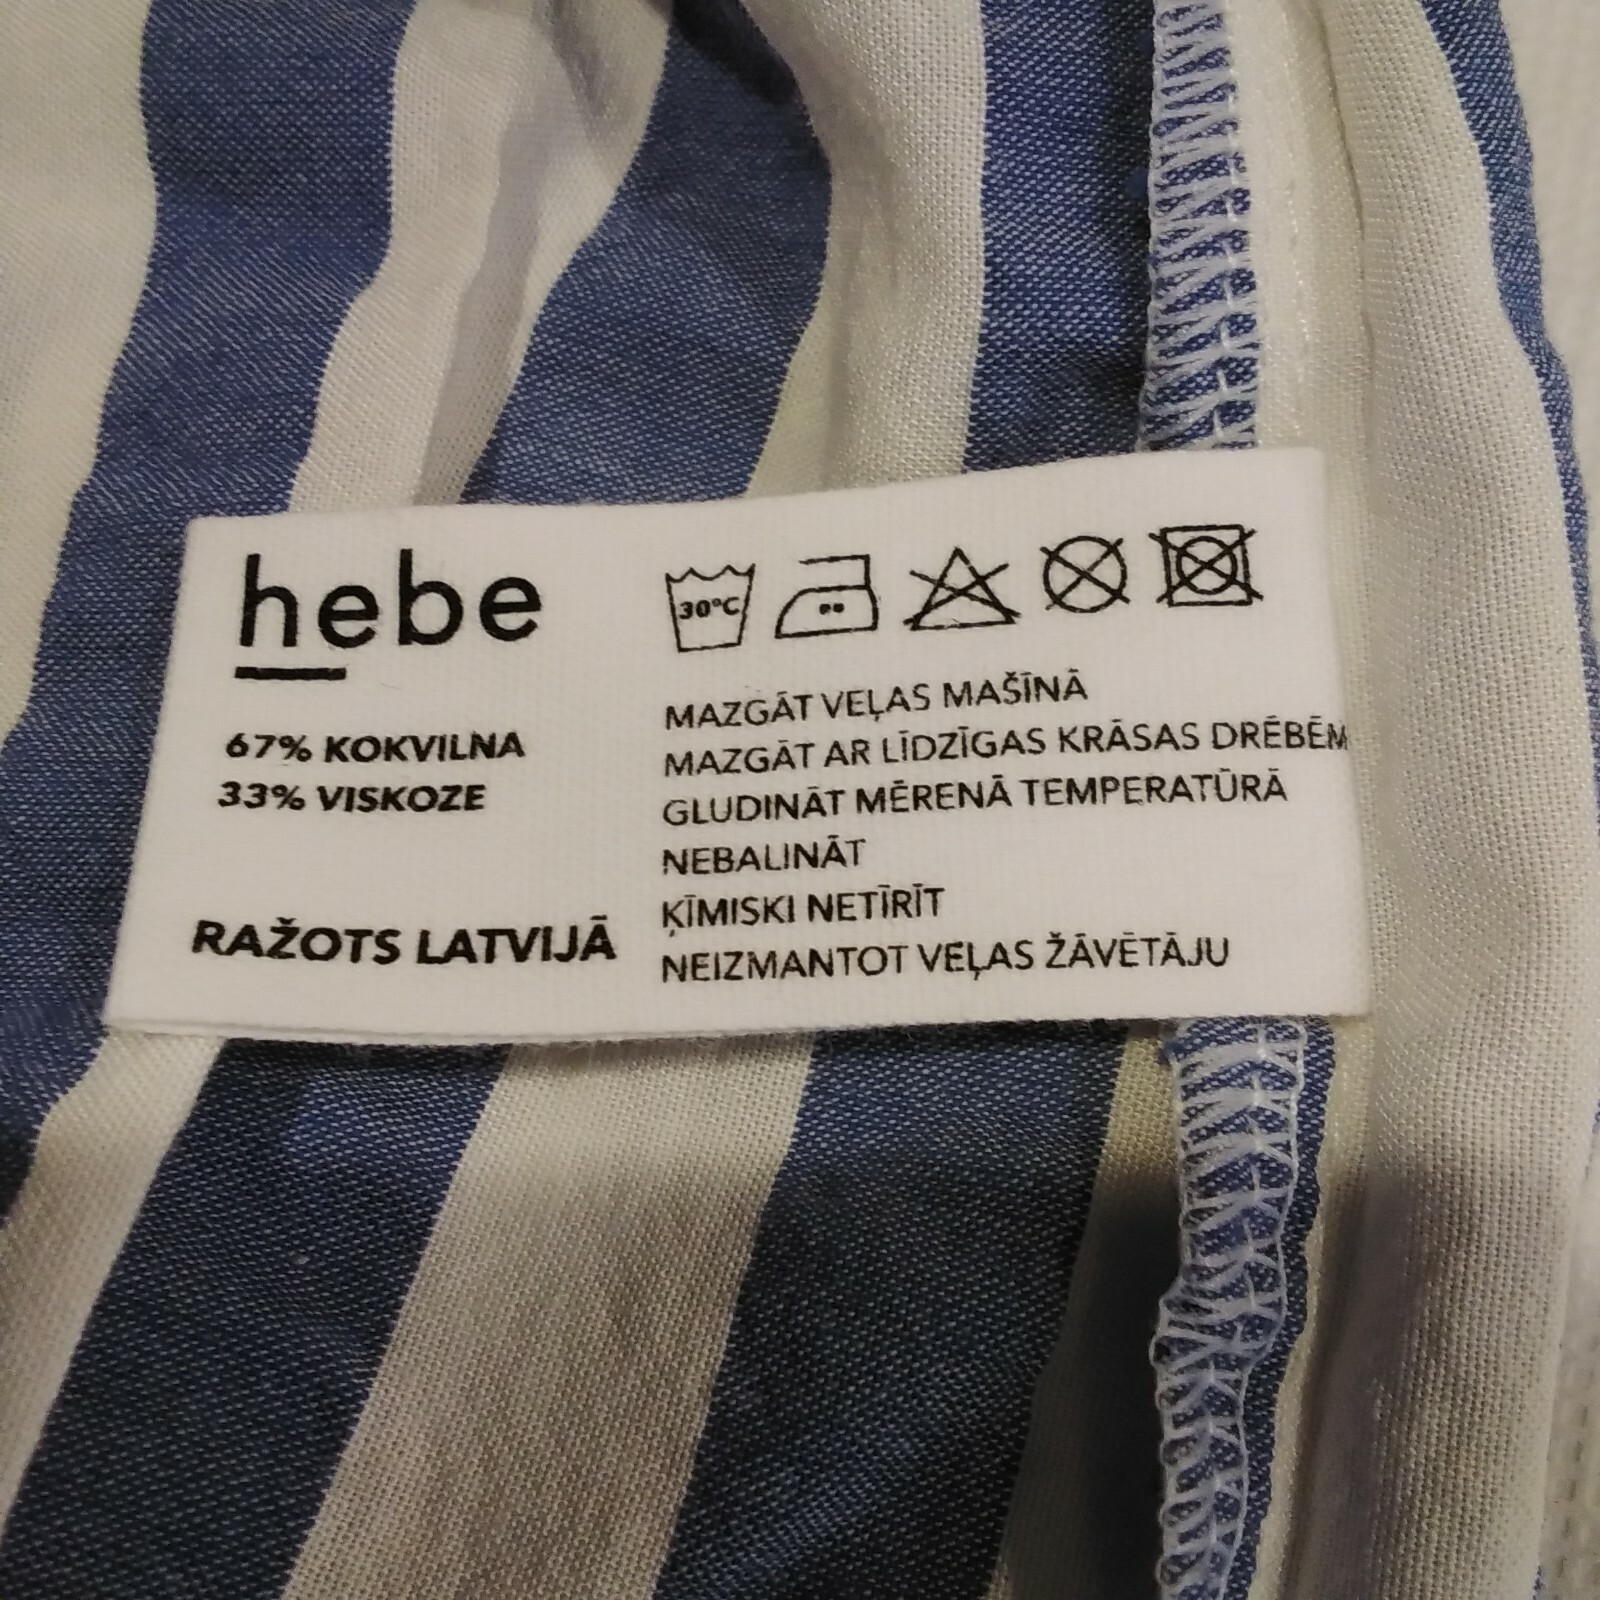 hebe
67% KOKVILNA
33% VISKOZE
RAŽOTS LATVIJĀ
30°C
MAZGĀT VEĻAS MAŠĪNĀ
MAZGĀT AR LĪDZĪGAS KRĀSAS DRĒBĒM
GLUDINĀT MĒRENĀ TEMPERATŪRĀ
NEBALINĀT
ĶĪMISKI NETĪRĪT
NEIZMANTOT VEĻAS ŽĀVĒTĀJU